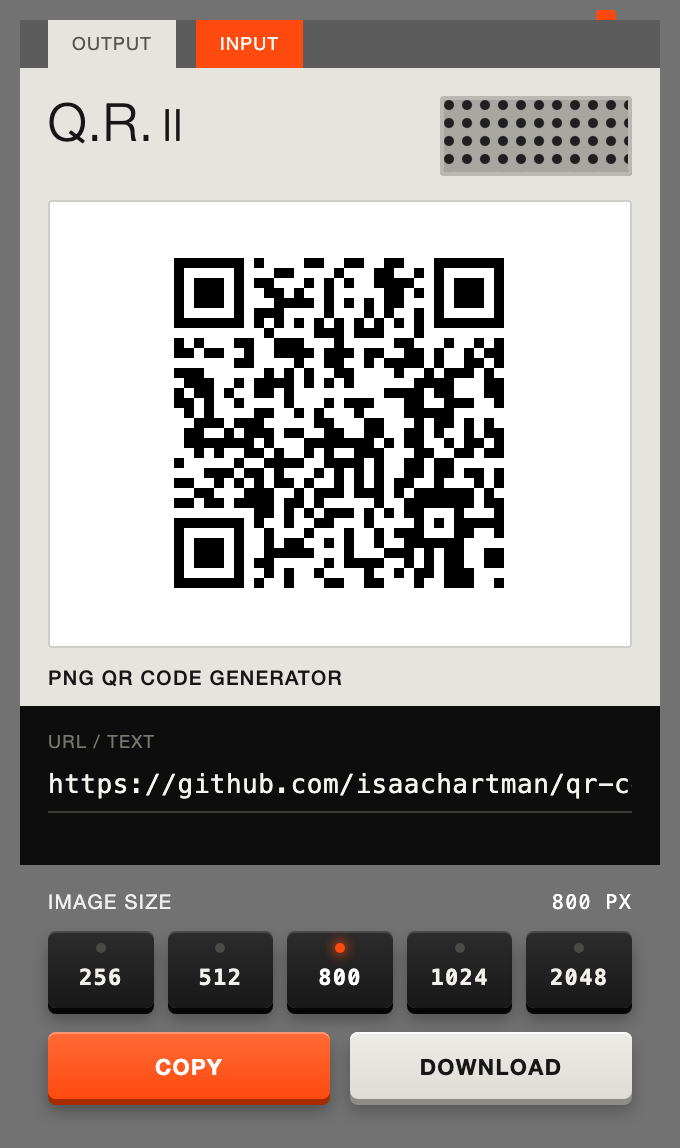 OUTPUT INPUT
Q.R. II
PNG QR CODE GENERATOR
URL / TEXT
https://github.com/isaachartman/qr-c
IMAGE SIZE 800 PX
256 512 800 1024 2048
COPY DOWNLOAD